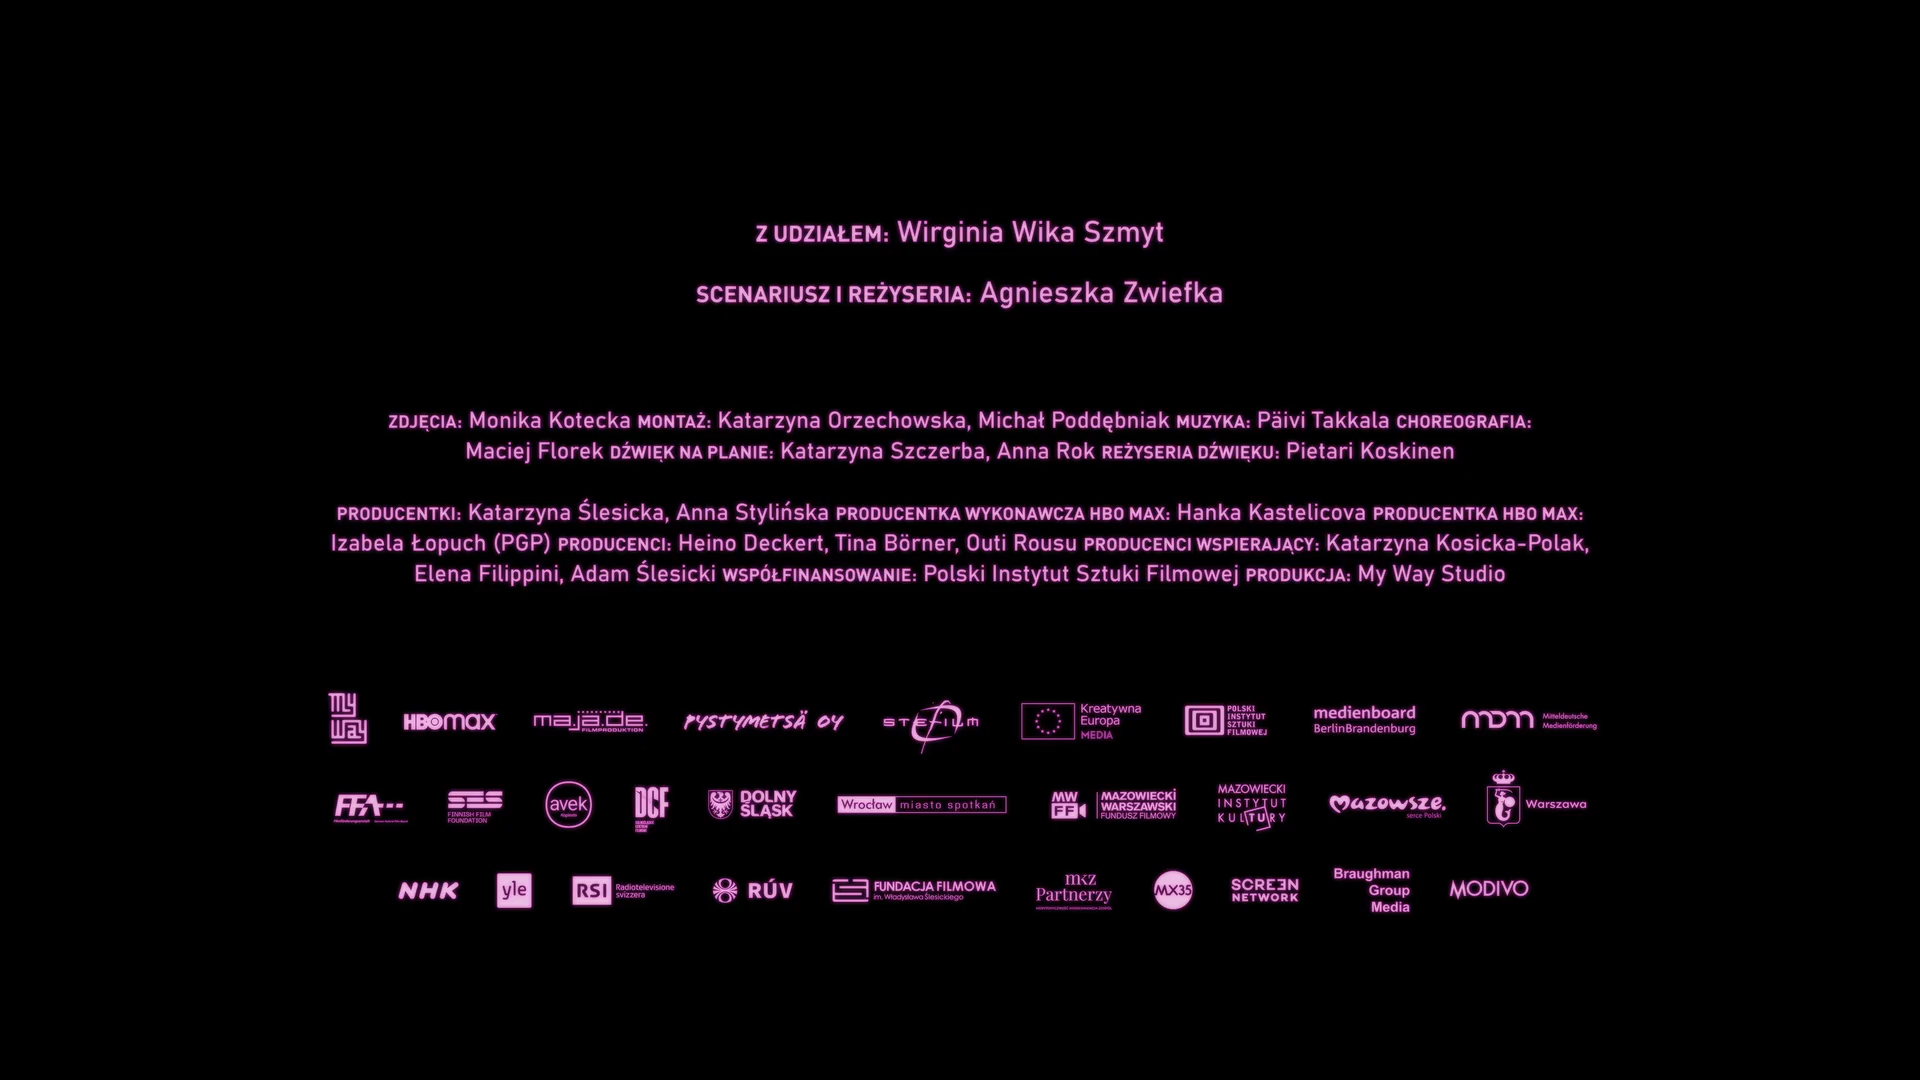 Z UDZIAŁEM: Wirginia Wika Szmyt
SCENARIUSZ I REŻYSERIA: Agnieszka Zwiefka
ZDJĘCIA: Monika Kotecka MONTAŻ: Katarzyna Orzechowska, Michał Poddębniak MUZYKA: Päivi Takkala CHOREOGRAFIA:
Maciej Florek DŹWIĘK NA PLANIE: Katarzyna Szczerba, Anna Rok REŻYSERIA DŹWIĘKU: Pietari Koskinen
PRODUCENTKI: Katarzyna Ślesicka, Anna Stylińska PRODUCENTKA WYKONAWCZA HBO MAX: Hanka Kastelicova PRODUCENTKA HBO MAX:
Izabela Łopuch (PGP) PRODUCENCI: Heino Deckert, Tina Börner, Outi Rousu PRODUCENCI WSPIERAJĄCY: Katarzyna Kosicka-Polak,
Elena Filippini, Adam Ślesicki WSPÓŁFINANSOWANIE: Polski Instytut Sztuki Filmowej PRODUKCJA: My Way Studio
my
way
HBOmax
ma.ja.de.
FILMPRODUKTION
PYSTYMETSÄ OY
STEFILM
Kreatywna
Europa
MEDIA
POLSKI
INSTYTUT
SZTUKI
FILMOWEJ
medienboard
BerlinBrandenburg
mdm
Mitteldeutsche
Medienförderung
FFA
SES
FINNISH FILM
FOUNDATION
avek
DCF
DOLNY
ŚLĄSK
Wrocław miasto spotkań
MW
FF
MAZOWIECKI
WARSZAWSKI
FUNDUSZ FILMOWY
MAZOWIECKI
INSTYTUT
KULTURY
mazowsze.
serce Polski
Warszawa
NHK
yle
RSI
Radiotelevisione
svizzera
RÚV
FUNDACJA FILMOWA
im. Władysława Ślesickiego
mkz
Partnerzy
MX35
SCREEN
NETWORK
Braughman
Group
Media
MODIVO